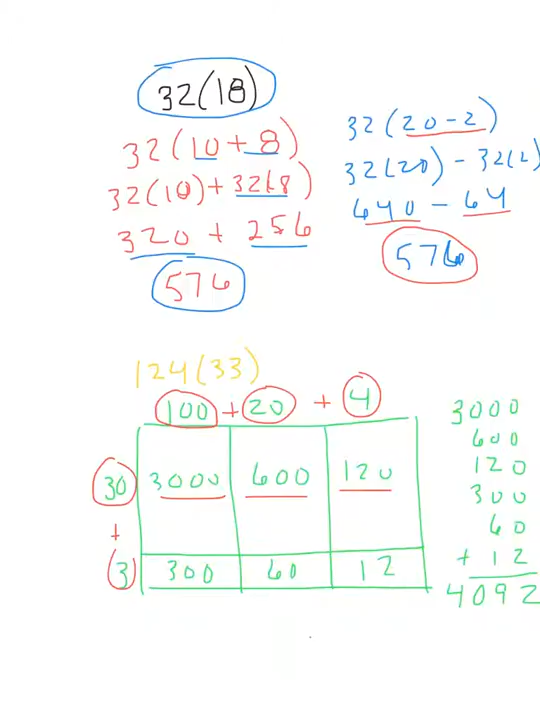 32(18)
32(10+8)
32(10)+32(8)
320 + 256
576
32(20-2)
32(20) - 32(2)
640 - 64
576
124(33)
100 + 20 + 4
30 3000 600 120
+
3 300 60 12
3000
600
120
300
60
+ 12
4092